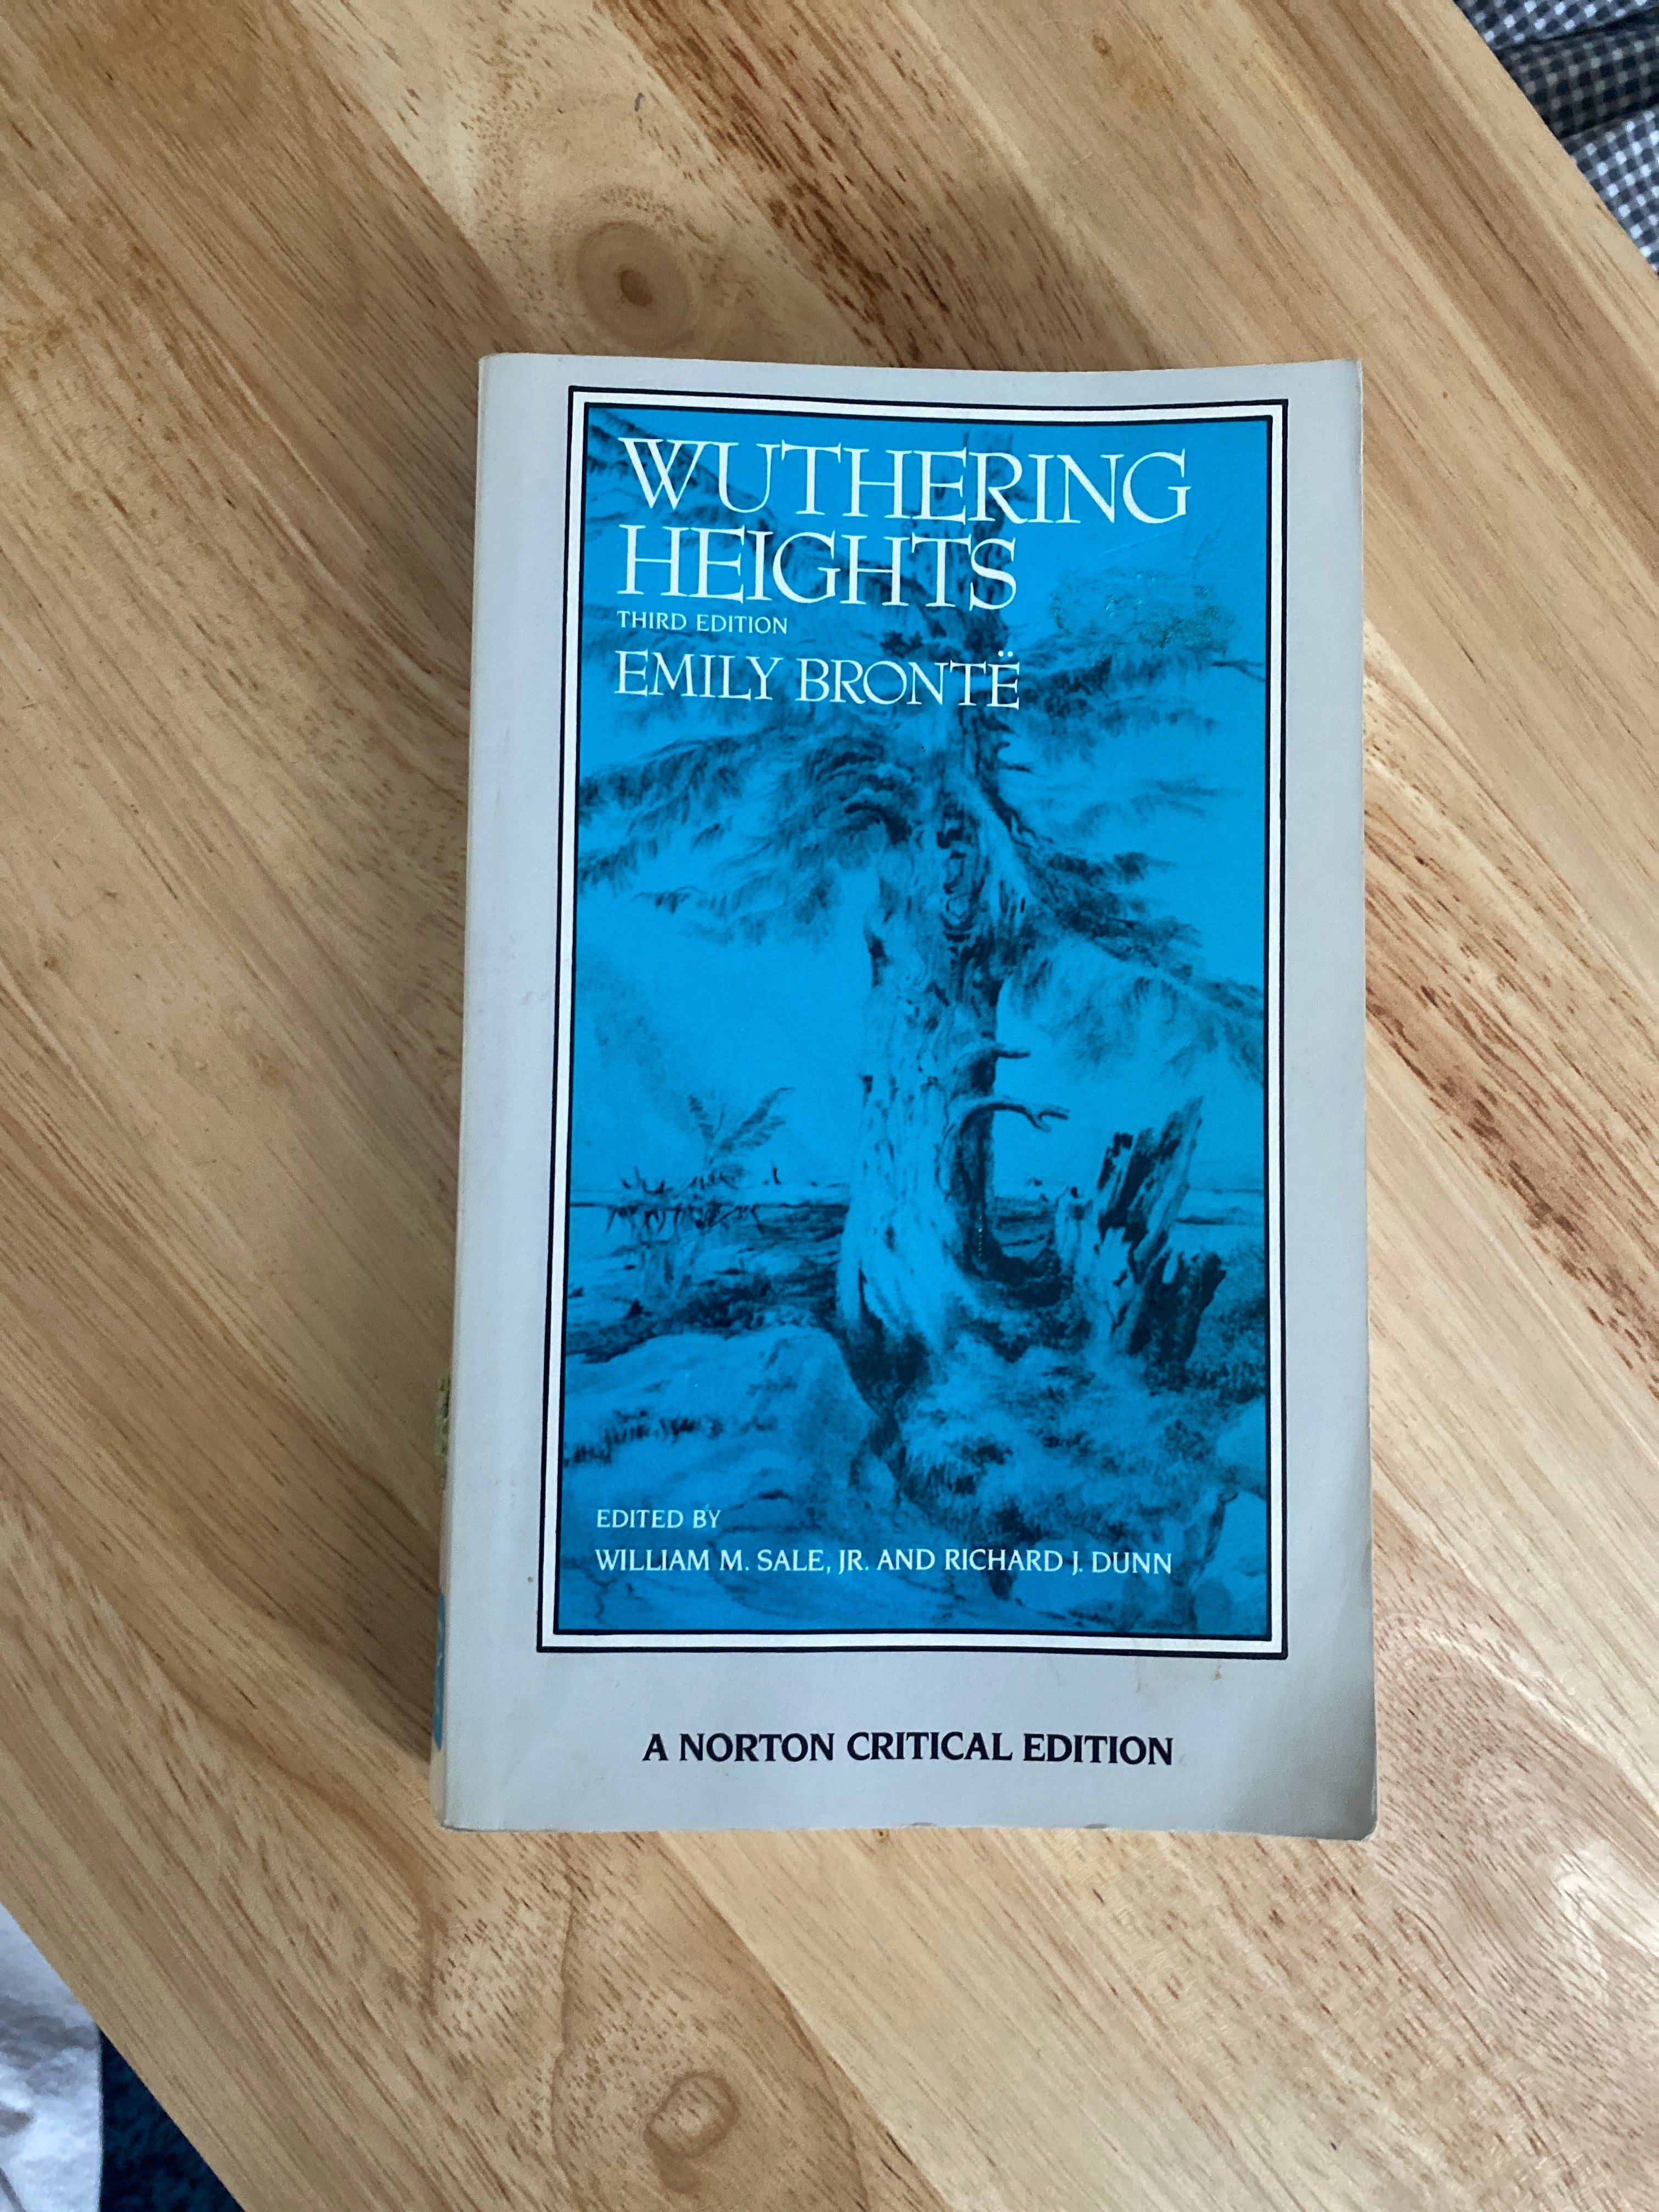 WUTHERING
HEIGHTS
THIRD EDITION
EMILY BRONTË
EDITED BY
WILLIAM M. SALE, JR. AND RICHARD J. DUNN
A NORTON CRITICAL EDITION